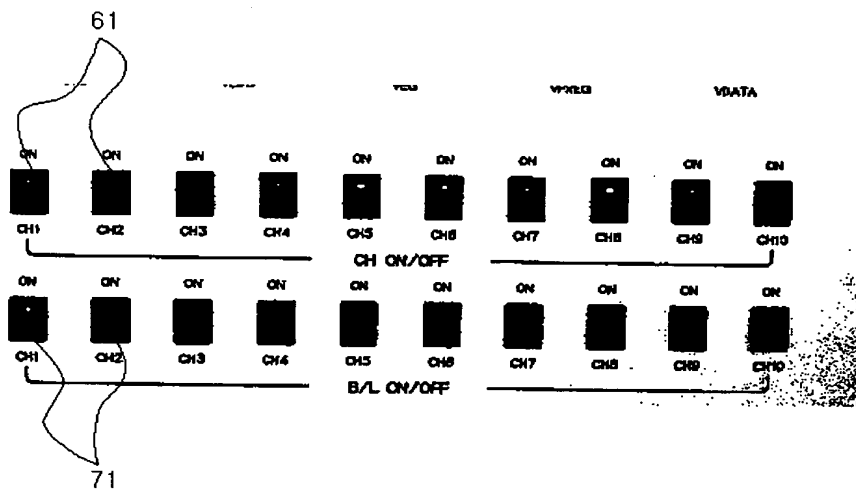 61
VDATA
ON ON ON ON ON ON ON ON ON ON
CH1 CH2 CH3 CH4 CH5 CH6 CH7 CH8 CH9 CH10
CH ON/OFF
ON ON ON ON ON ON ON ON ON ON
CH1 CH2 CH3 CH4 CH5 CH6 CH7 CH8 CH9 CH10
B/L ON/OFF
71